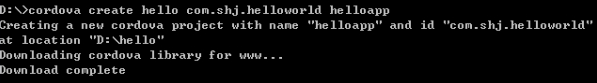 D:\>cordova create hello com.shj.helloworld helloapp
Creating a new cordova project with name "helloapp" and id "com.shj.helloworld"
at location "D:\hello"
Downloading cordova library for www...
Download complete